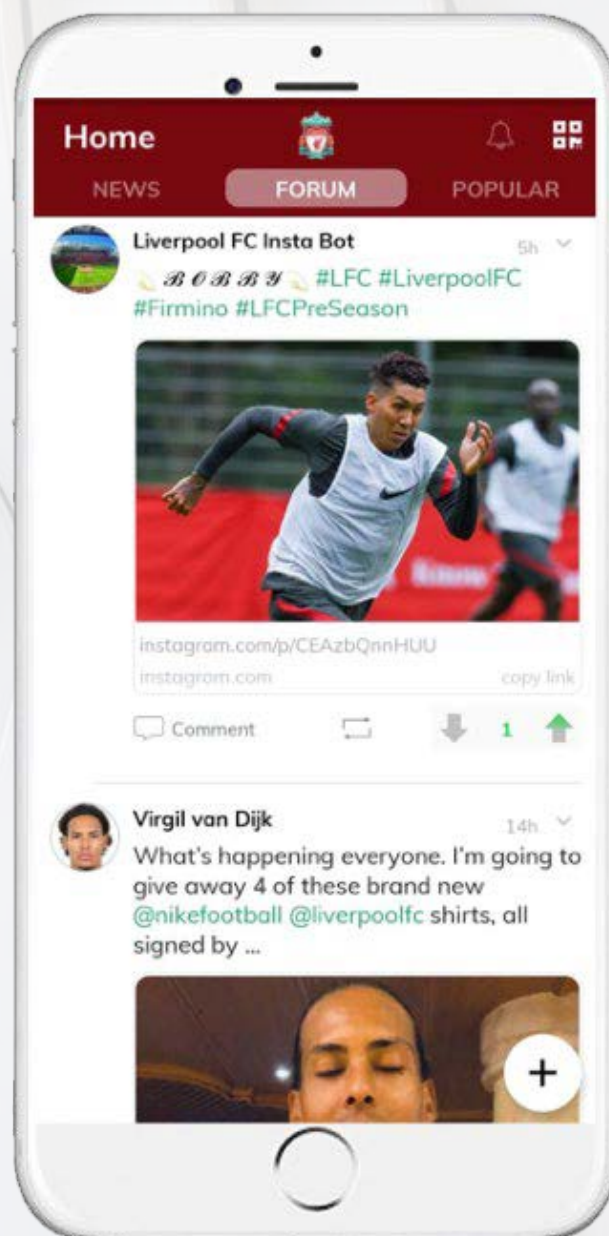 Home
NEWS FORUM POPULAR
Liverpool FC Insta Bot 5h
💫 𝓑 𝓞 𝓑 𝓑 𝓨 💫 #LFC #LiverpoolFC
#Firmino #LFCPreSeason
instagram.com/p/CEAzbQnnHUU
instagram.com copy link
Comment 1
Virgil van Dijk 14h
What's happening everyone. I'm going to
give away 4 of these brand new
@nikefootball @liverpoolfc shirts, all
signed by ...